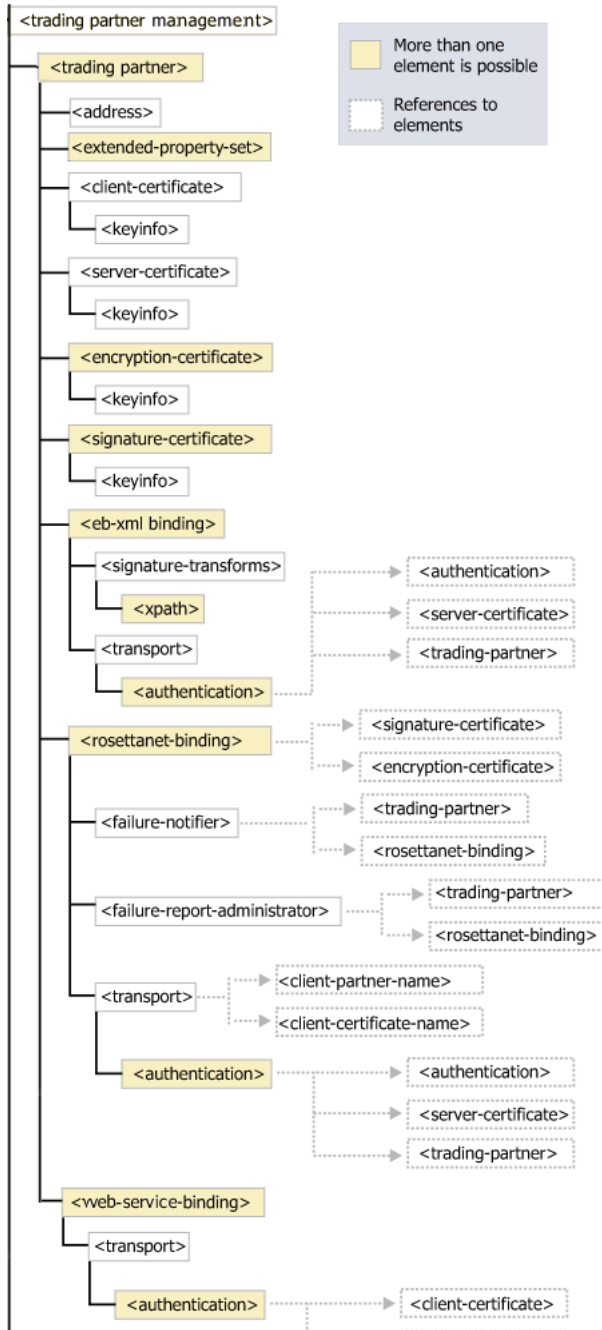 <trading partner management>
More than one
element is possible
References to
elements
<trading partner>
<address>
<extended-property-set>
<client-certificate>
<keyinfo>
<server-certificate>
<keyinfo>
<encryption-certificate>
<keyinfo>
<signature-certificate>
<keyinfo>
<eb-xml binding>
<signature-transforms>
<authentication>
<xpath>
<server-certificate>
<transport>
<trading-partner>
<authentication>
<rosettanet-binding>
<signature-certificate>
<encryption-certificate>
<failure-notifier>
<trading-partner>
<rosettanet-binding>
<failure-report-administrator>
<trading-partner>
<rosettanet-binding>
<transport>
<client-partner-name>
<client-certificate-name>
<authentication>
<authentication>
<server-certificate>
<trading-partner>
<web-service-binding>
<transport>
<authentication>
<client-certificate>